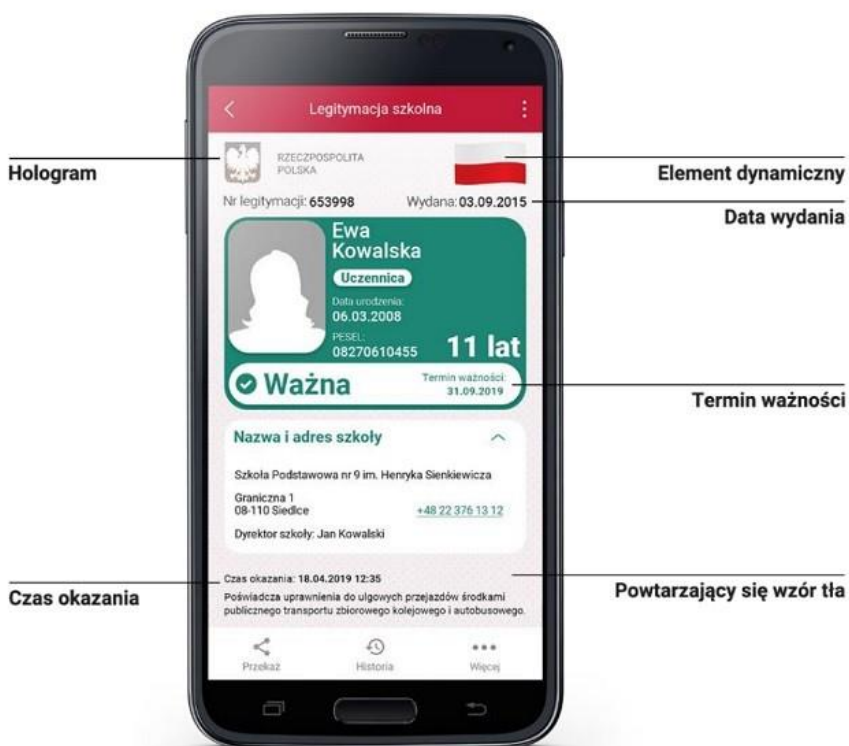 Legitymacja szkolna
Hologram
RZECZPOSPOLITA
POLSKA
Element dynamiczny
Nr legitymacji: 653998
Wydana: 03.09.2015
Data wydania
Ewa
Kowalska
Uczennica
Data urodzenia:
06.03.2008
PESEL:
08270610455
11 lat
Ważna
Termin ważności:
31.09.2019
Termin ważności
Nazwa i adres szkoły
Szkoła Podstawowa nr 9 im. Henryka Sienkiewicza
Graniczna 1
08-110 Siedlce
+48 22 376 13 12
Dyrektor szkoły: Jan Kowalski
Czas okazania: 18.04.2019 12:35
Czas okazania
Powtarzający się wzór tła
Poświadcza uprawnienia do ulgowych przejazdów środkami
publicznego transportu zbiorowego kolejowego i autobusowego.
Przekaż
Historia
Więcej